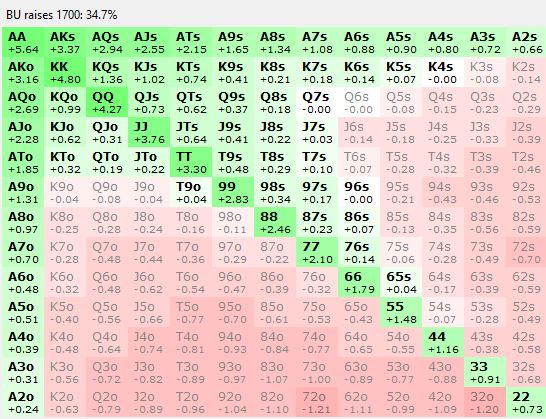 BU raises 1700: 34.7%
AA AKs AQs AJs ATs A9s A8s A7s A6s A5s A4s A3s A2s
+5.64 +3.37 +2.94 +2.55 +2.15 +1.65 +1.34 +1.08 +0.88 +0.90 +0.80 +0.72 +0.66
AKo KK KQs KJs KTs K9s K8s K7s K6s K5s K4s K3s K2s
+3.16 +4.80 +1.36 +1.02 +0.74 +0.41 +0.21 +0.18 +0.14 +0.07 -0.00 -0.08 -0.14
AQo KQo QQ QJs QTs Q9s Q8s Q7s Q6s Q5s Q4s Q3s Q2s
+2.69 +0.99 +4.27 +0.73 +0.62 +0.37 +0.18 -0.00 -0.00 -0.08 -0.15 -0.23 -0.29
AJo KJo QJo JJ JTs J9s J8s J7s J6s J5s J4s J3s J2s
+2.28 +0.62 +0.31 +3.76 +0.64 +0.41 +0.22 +0.03 -0.14 -0.18 -0.25 -0.33 -0.39
ATo KTo QTo JTo TT T9s T8s T7s T6s T5s T4s T3s T2s
+1.85 +0.32 +0.19 +0.22 +3.30 +0.48 +0.29 +0.10 -0.07 -0.28 -0.32 -0.39 -0.46
A9o K9o Q9o J9o T9o 99 98s 97s 96s 95s 94s 93s 92s
+1.31 -0.04 -0.08 -0.04 +0.04 +2.83 +0.34 +0.17 -0.00 -0.21 -0.43 -0.46 -0.53
A8o K8o Q8o J8o T8o 98o 88 87s 86s 85s 84s 83s 82s
+0.97 -0.25 -0.28 -0.24 -0.16 -0.11 +2.46 +0.23 +0.07 -0.13 -0.35 -0.56 -0.59
A7o K7o Q7o J7o T7o 97o 87o 77 76s 75s 74s 73s 72s
+0.70 -0.28 -0.48 -0.44 -0.36 -0.29 -0.22 +2.10 +0.14 -0.06 -0.28 -0.49 -0.70
A6o K6o Q6o J6o T6o 96o 86o 76o 66 65s 64s 63s 62s
+0.48 -0.32 -0.48 -0.62 -0.54 -0.47 -0.39 -0.32 +1.79 +0.04 -0.17 -0.39 -0.59
A5o K5o Q5o J5o T5o 95o 85o 75o 65o 55 54s 53s 52s
+0.51 -0.40 -0.56 -0.66 -0.77 -0.70 -0.61 -0.53 -0.43 +1.48 -0.07 -0.28 -0.49
A4o K4o Q4o J4o T4o 94o 84o 74o 64o 54o 44 43s 42s
+0.39 -0.48 -0.64 -0.74 -0.81 -0.93 -0.84 -0.77 -0.65 -0.55 +1.16 -0.38 -0.58
A3o K3o Q3o J3o T3o 93o 83o 73o 63o 53o 43o 33 32s
+0.31 -0.56 -0.72 -0.82 -0.89 -0.97 -1.07 -1.00 -0.89 -0.77 -0.88 +0.91 -0.68
A2o K2o Q2o J2o T2o 92o 82o 72o 62o 52o 42o 32o 22
+0.22 -0.63 -0.79 -0.89 -0.96 -1.04 -1.10 -1.21 -1.11 -0.99 -1.09 -1.20 +0.73